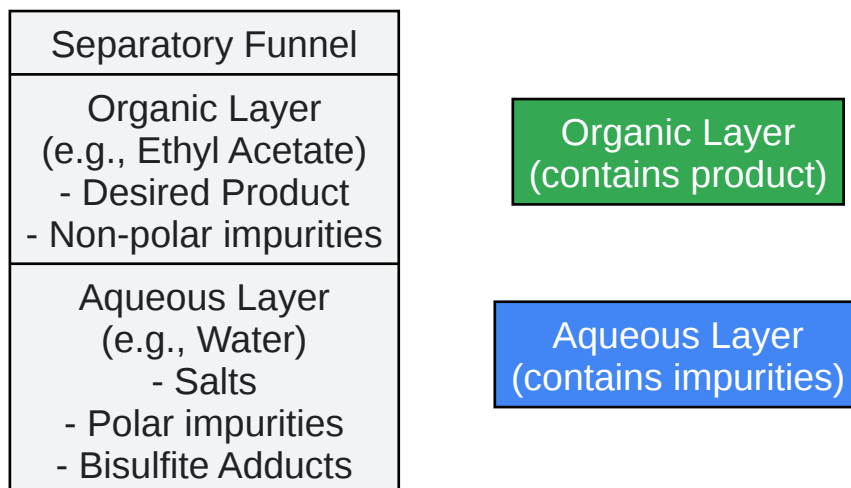 Separatory Funnel
Organic Layer
(e.g., Ethyl Acetate)
- Desired Product
- Non-polar impurities
Aqueous Layer
(e.g., Water)
- Salts
- Polar impurities
- Bisulfite Adducts
Organic Layer
(contains product)
Aqueous Layer
(contains impurities)